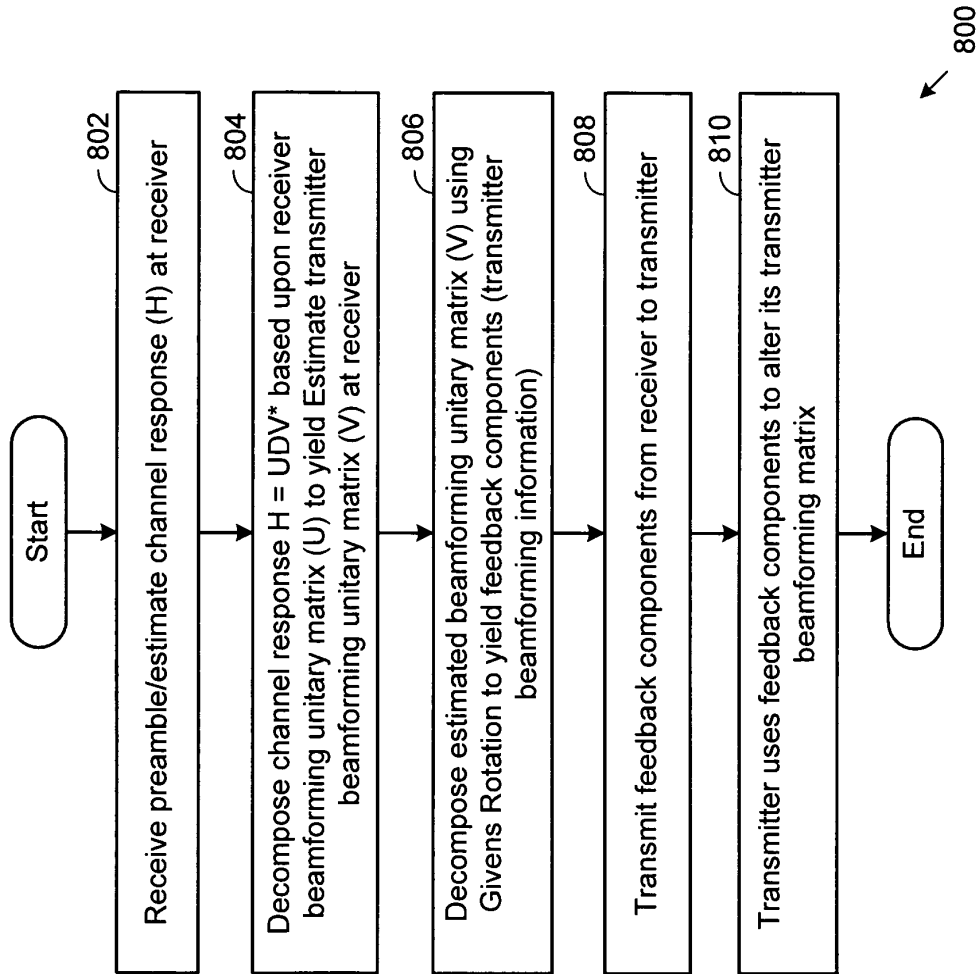 Start
802
Receive preamble/estimate channel response (H) at receiver
804
Decompose channel response H = UDV* based upon receiver
beamforming unitary matrix (U) to yield Estimate transmitter
beamforming unitary matrix (V) at receiver
806
Decompose estimated beamforming unitary matrix (V) using
Givens Rotation to yield feedback components (transmitter
beamforming information)
808
Transmit feedback components from receiver to transmitter
810
Transmitter uses feedback components to alter its transmitter
beamforming matrix
End
800